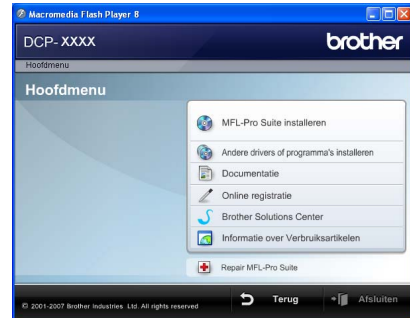 Macromedia Flash Player 8
DCP- XXXX
brother
Hoofdmenu
Hoofdmenu
MFL-Pro Suite installeren
Andere drivers of programma's installeren
Documentatie
Online registratie
Brother Solutions Center
Informatie over Verbruiksartikelen
Repair MFL-Pro Suite
© 2001-2007 Brother Industries Ltd. All rights reserved
Terug
Afsluiten